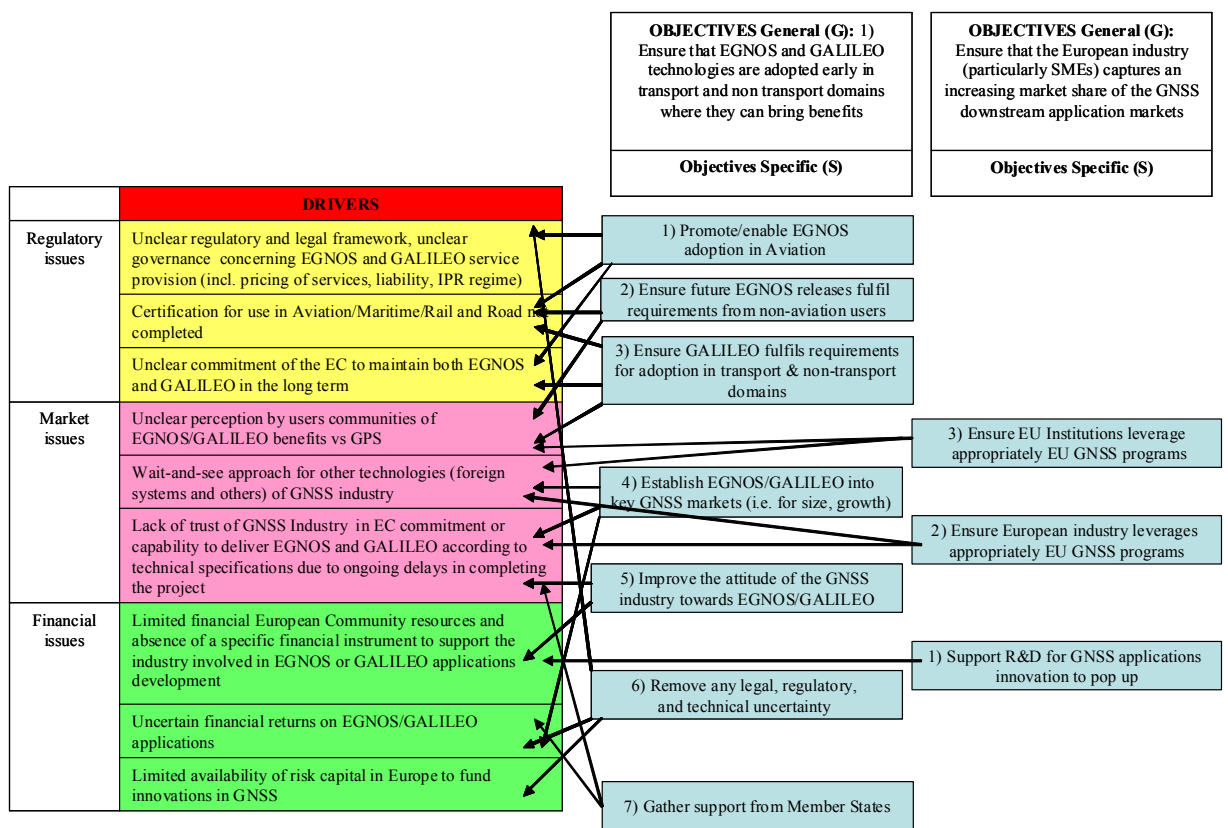 OBJECTIVES General (G): 1)
Ensure that EGNOS and GALILEO
technologies are adopted early in
transport and non transport domains
where they can bring benefits
Objectives Specific (S)
OBJECTIVES General (G):
Ensure that the European industry
(particularly SMEs) captures an
increasing market share of the GNSS
downstream application markets
Objectives Specific (S)
DRIVERS
Regulatory
issues
Unclear regulatory and legal framework, unclear
governance concerning EGNOS and GALILEO service
provision (incl. pricing of services, liability, IPR regime)
Certification for use in Aviation/Maritime/Rail and Road not
completed
Unclear commitment of the EC to maintain both EGNOS
and GALILEO in the long term
Market
issues
Unclear perception by users communities of
EGNOS/GALILEO benefits vs GPS
Wait-and-see approach for other technologies (foreign
systems and others) of GNSS industry
Lack of trust of GNSS Industry in EC commitment or
capability to deliver EGNOS and GALILEO according to
technical specifications due to ongoing delays in completing
the project
Financial
issues
Limited financial European Community resources and
absence of a specific financial instrument to support the
industry involved in EGNOS or GALILEO applications
development
Uncertain financial returns on EGNOS/GALILEO
applications
Limited availability of risk capital in Europe to fund
innovations in GNSS
1) Promote/enable EGNOS
adoption in Aviation
2) Ensure future EGNOS releases fulfil
requirements from non-aviation users
3) Ensure GALILEO fulfils requirements
for adoption in transport & non-transport
domains
4) Establish EGNOS/GALILEO into
key GNSS markets (i.e. for size, growth)
5) Improve the attitude of the GNSS
industry towards EGNOS/GALILEO
6) Remove any legal, regulatory,
and technical uncertainty
7) Gather support from Member States
3) Ensure EU Institutions leverage
appropriately EU GNSS programs
2) Ensure European industry leverages
appropriately EU GNSS programs
1) Support R&D for GNSS applications
innovation to pop up